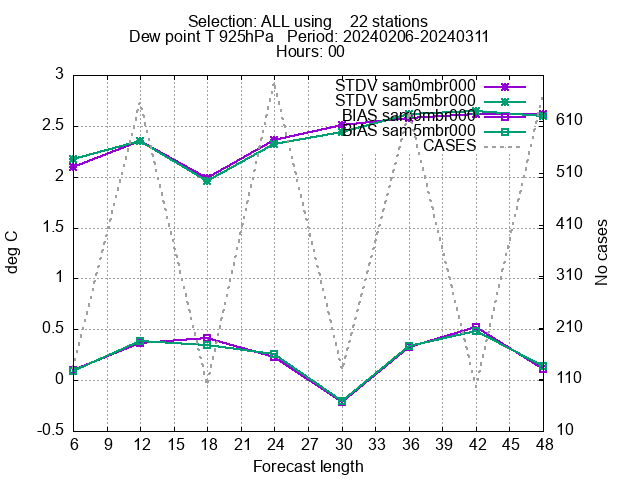 Selection: ALL using 22 stations
Dew point T 925hPa Period: 20240206-20240311
Hours: 00
STDV sam0mbr000
STDV sam5mbr000
BIAS sam0mbr000
BIAS sam5mbr000
CASES
deg C
3
2.5
2
1.5
1
0.5
0
-0.5
No cases
610
510
410
310
210
110
10
6 9 12 15 18 21 24 27 30 33 36 39 42 45 48
Forecast length